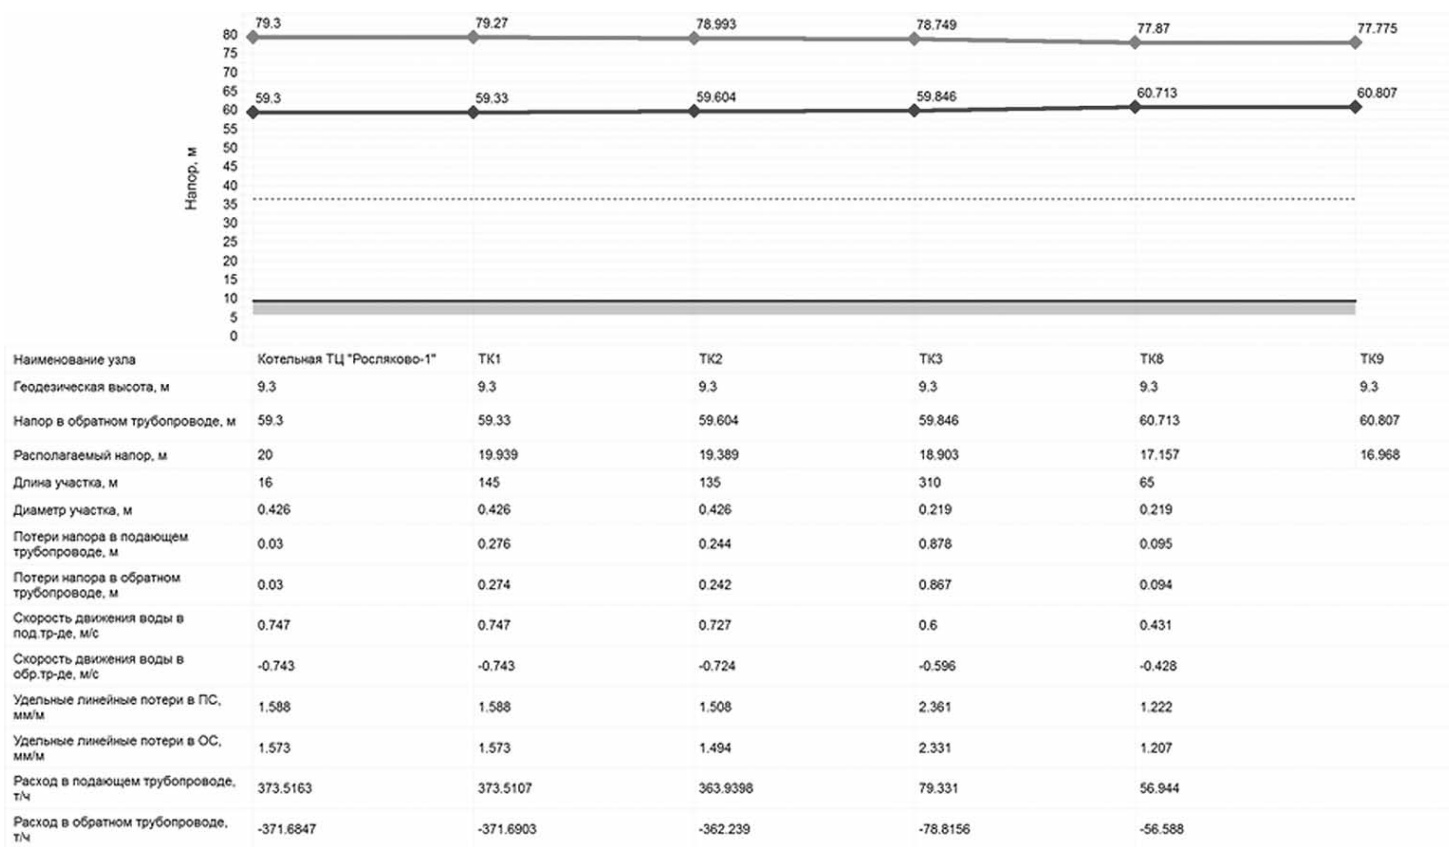 79.3 79.27 78.993 78.749 77.87 77.775
80
75
70
65
59.3 59.33 59.604 59.846 60.713 60.807
60
55
50
45
40
35
30
25
20
15
10
5
0
Напор, м
Наименование узла Котельная ТЦ "Росляково-1" ТК1 ТК2 ТК3 ТК8 ТК9
Геодезическая высота, м 9.3 9.3 9.3 9.3 9.3 9.3
Напор в обратном трубопроводе, м 59.3 59.33 59.604 59.846 60.713 60.807
Располагаемый напор, м 20 19.939 19.389 18.903 17.157 16.968
Длина участка, м 16 145 135 310 65
Диаметр участка, м 0.426 0.426 0.426 0.219 0.219
Потери напора в подающем
трубопроводе, м 0.03 0.276 0.244 0.878 0.095
Потери напора в обратном
трубопроводе, м 0.03 0.274 0.242 0.867 0.094
Скорость движения воды в
под.тр-де, м/с 0.747 0.747 0.727 0.6 0.431
Скорость движения воды в
обр.тр-де, м/с -0.743 -0.743 -0.724 -0.596 -0.428
Удельные линейные потери в ПС,
мм/м 1.588 1.588 1.508 2.361 1.222
Удельные линейные потери в ОС,
мм/м 1.573 1.573 1.494 2.331 1.207
Расход в подающем трубопроводе,
т/ч 373.5163 373.5107 363.9398 79.331 56.944
Расход в обратном трубопроводе,
т/ч -371.6847 -371.6903 -362.239 -78.8156 -56.588